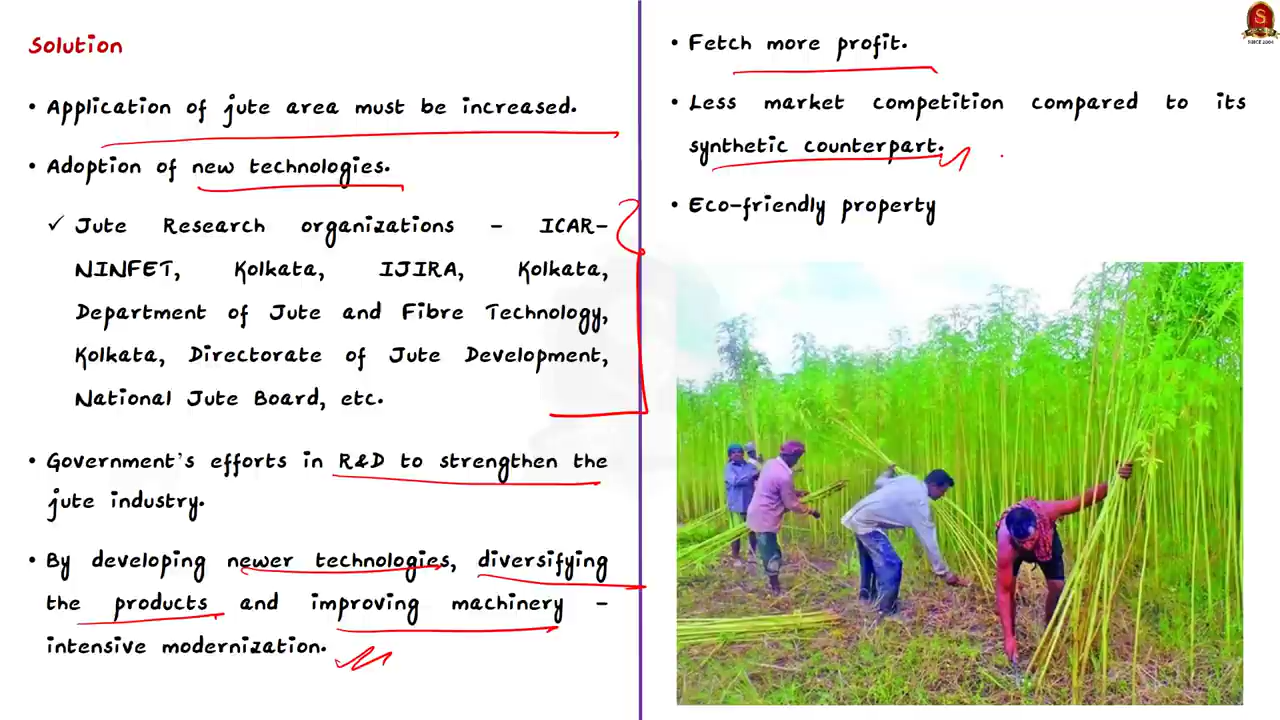 Solution
• Application of jute area must be increased.
• Adoption of new technologies.
✓ Jute Research organizations - ICAR-
NINFET, Kolkata, IJIRA, Kolkata,
Department of Jute and Fibre Technology,
Kolkata, Directorate of Jute Development,
National Jute Board, etc.
• Government's efforts in R&D to strengthen the
jute industry.
• By developing newer technologies, diversifying
the products and improving machinery -
intensive modernization.
• Fetch more profit.
• Less market competition compared to its
synthetic counterpart.
• Eco-friendly property
S
SINCE 2004